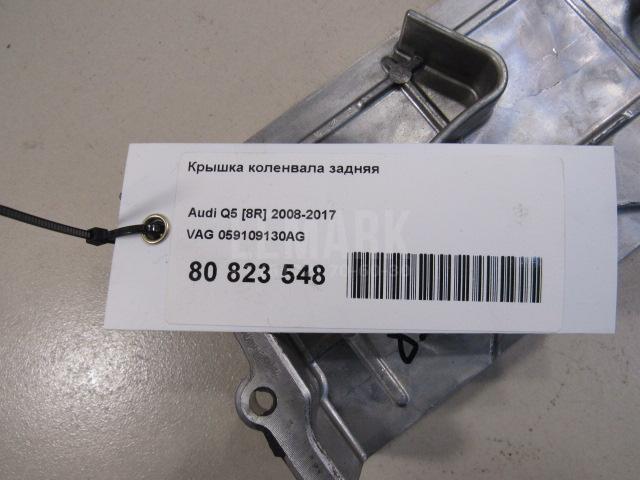 Крышка коленвала задняя
Audi Q5 [8R] 2008-2017
VAG 059109130AG
80 823 548